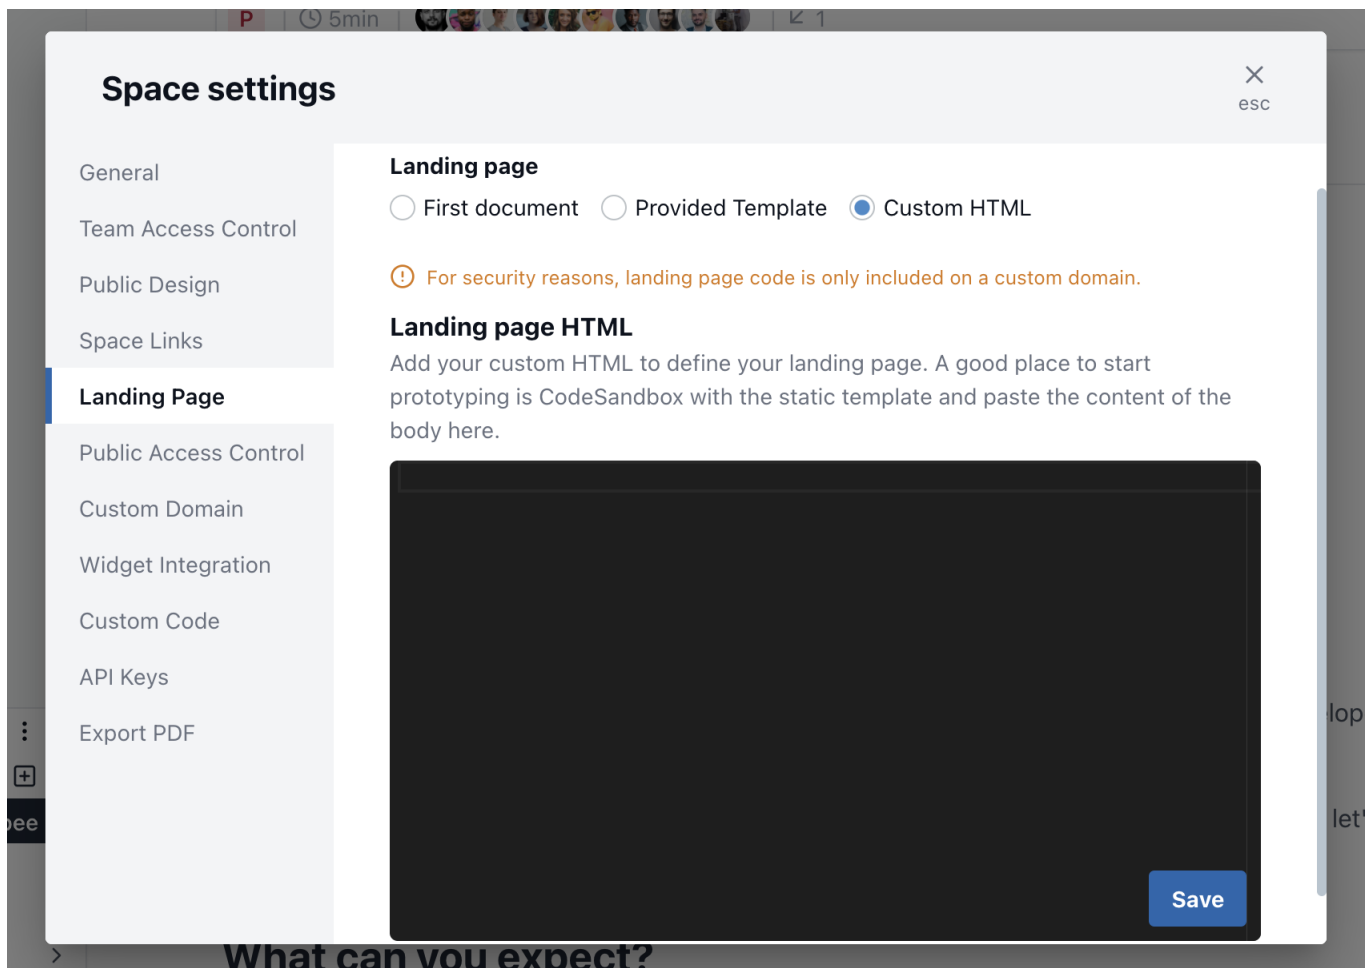 P 5min 1
Space settings
esc
General
Team Access Control
Public Design
Space Links
Landing Page
Public Access Control
Custom Domain
Widget Integration
Custom Code
API Keys
Export PDF
Landing page
First document Provided Template Custom HTML
For security reasons, landing page code is only included on a custom domain.
Landing page HTML
Add your custom HTML to define your landing page. A good place to start
prototyping is CodeSandbox with the static template and paste the content of the
body here.
Save
lop
let'
What can you expect?